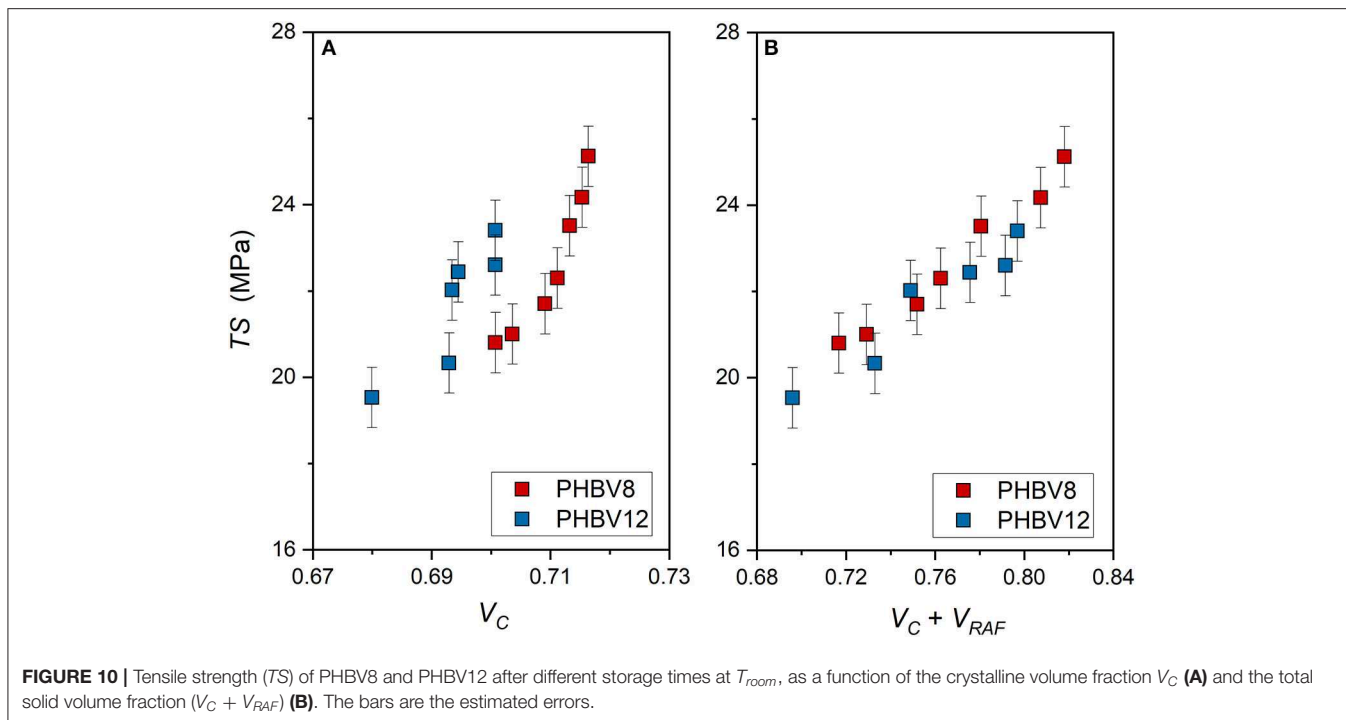 A
B
28
24
20
16
TS (MPa)
PHBV8
PHBV12
PHBV8
PHBV12
0.67 0.69 0.71 0.73
V_C
28
24
20
16
0.68 0.72 0.76 0.80 0.84
V_C + V_RAF
FIGURE 10 | Tensile strength (TS) of PHBV8 and PHBV12 after different storage times at T_room, as a function of the crystalline volume fraction V_C (A) and the total
solid volume fraction (V_C + V_RAF) (B). The bars are the estimated errors.